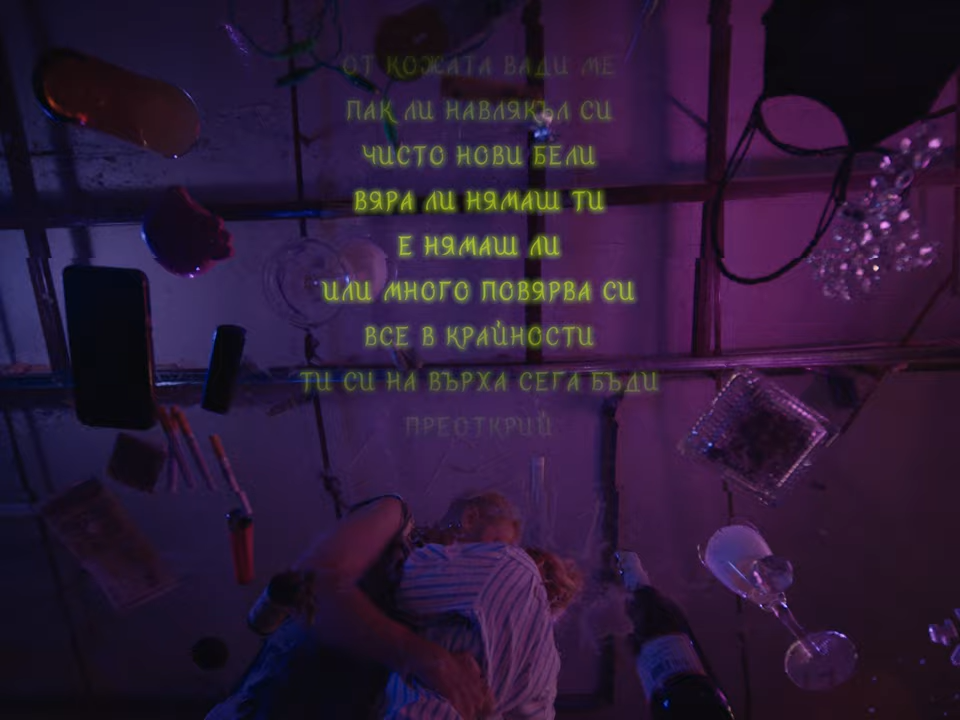 ОТ КОЖАТА ВАДИ МЕ
ПАК ЛИ НАВЛЯКЪЛ СИ
ЧИСТО НОВИ БЕЛИ
ВЯРА ЛИ НЯМАШ ТИ
Е НЯМАШ ЛИ
ИЛИ МНОГО ПОВЯРВА СИ
ВСЕ В КРАЙНОСТИ
ТИ СИ НА ВЪРХА СЕГА БЪДИ
ПРЕОТКРИЙ